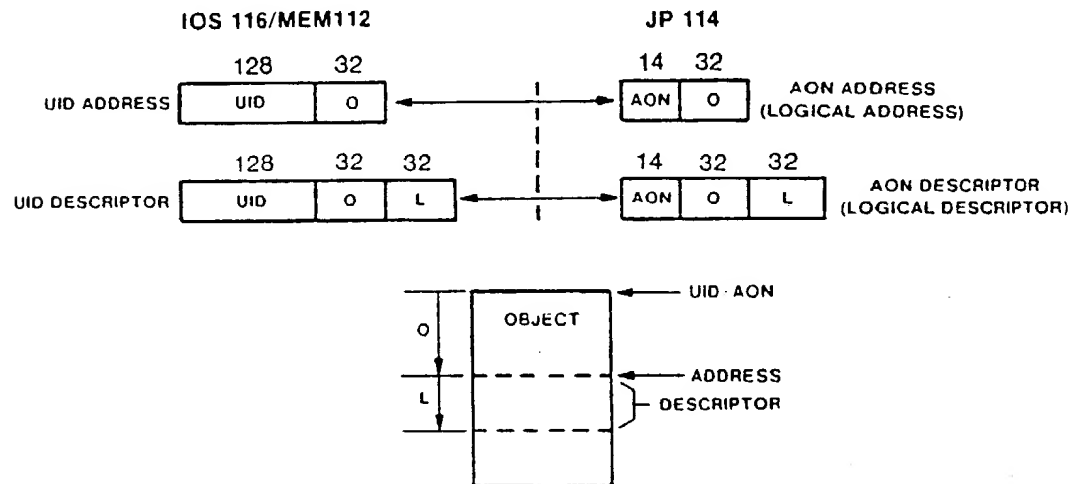 IOS 116/MEM112
JP 114
128 32
14 32
UID ADDRESS
UID O
AON O
AON ADDRESS
(LOGICAL ADDRESS)
128 32 32
14 32 32
UID DESCRIPTOR
UID O L
AON O L
AON DESCRIPTOR
(LOGICAL DESCRIPTOR)
UID·AON
OBJECT
O
ADDRESS
L
DESCRIPTOR